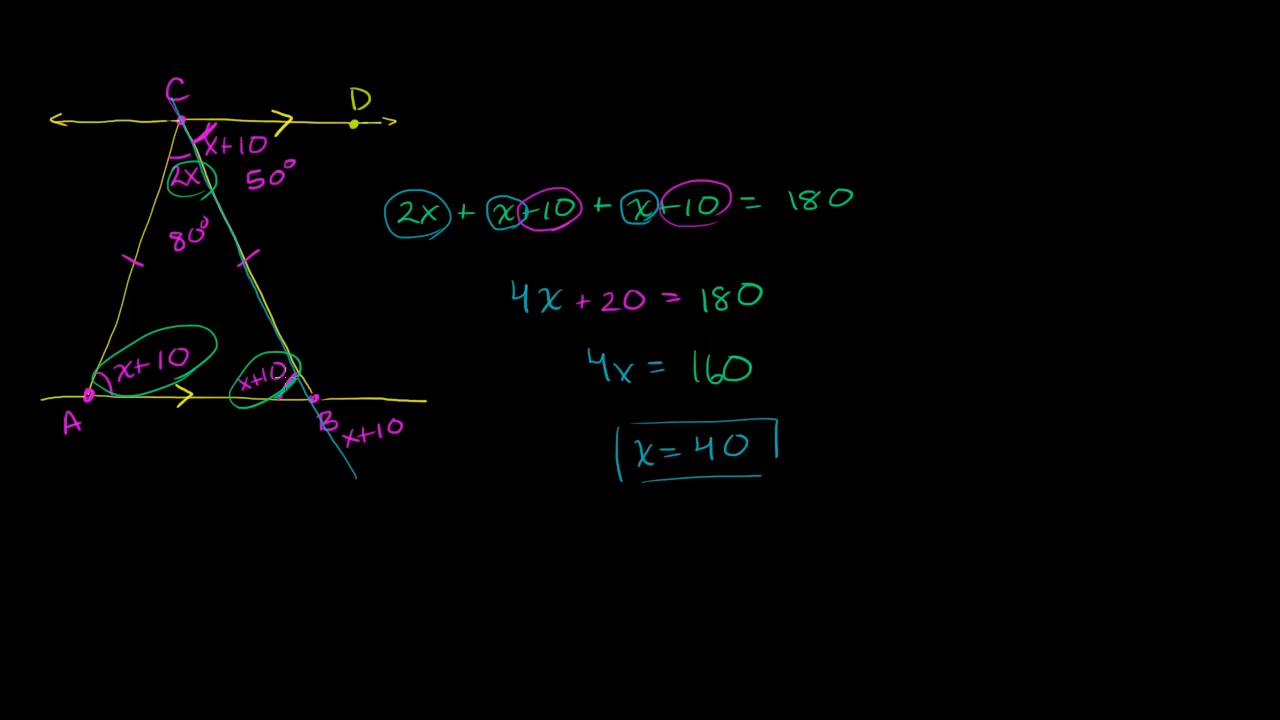 C
D
x+10
2x
50°
80°
x+10
x+10
A
B
x+10
2x + x+10 + x+10 = 180
4x + 20 = 180
4x = 160
x = 40